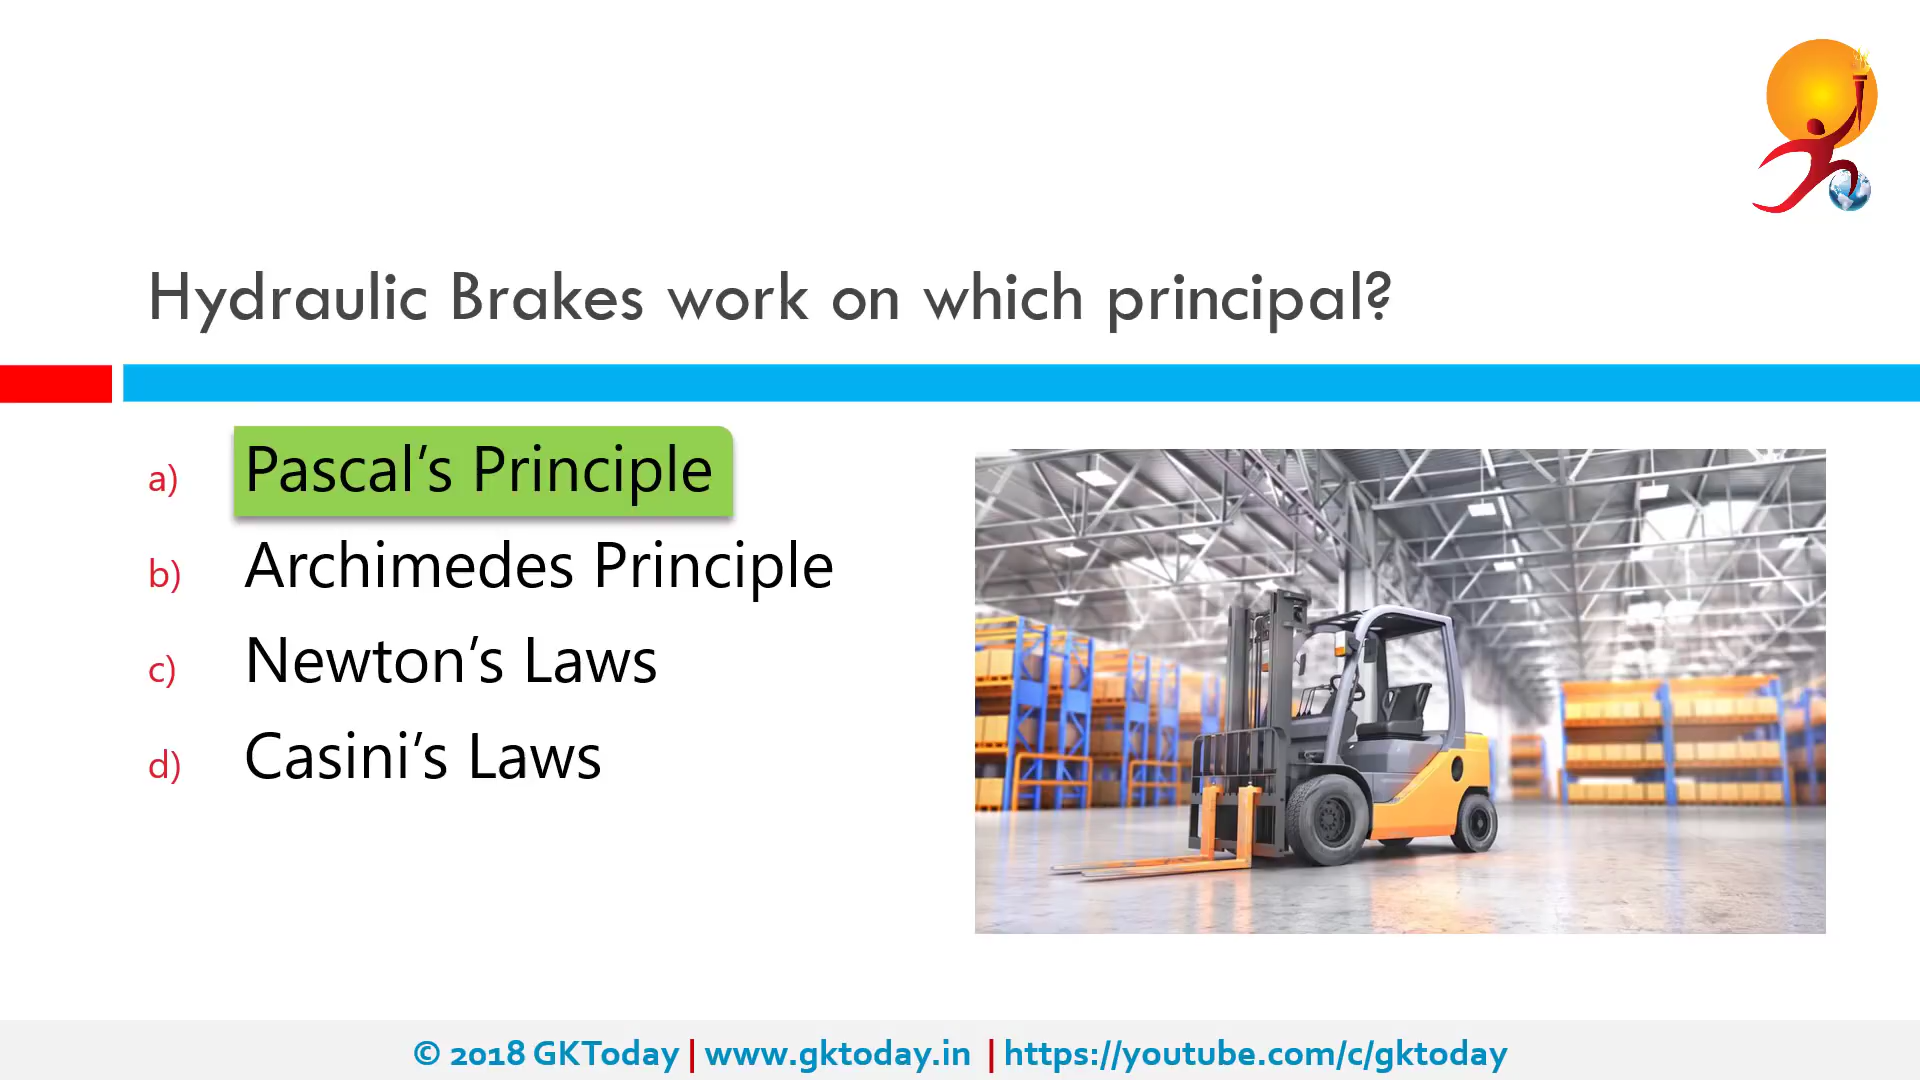 Hydraulic Brakes work on which principal?
a) Pascal’s Principle
b) Archimedes Principle
c) Newton’s Laws
d) Casini’s Laws
© 2018 GKToday | www.gktoday.in | https://youtube.com/c/gktoday